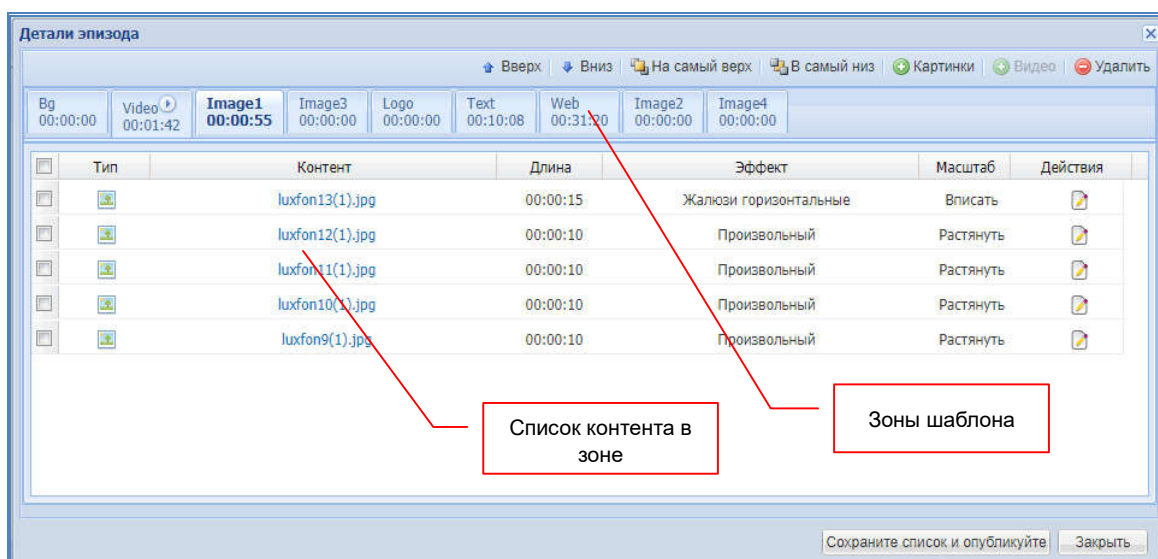 Детали эпизода
Вверх Вниз На самый верх В самый низ Картинки Видео Удалить
Bg Video Image1 Image3 Logo Text Web Image2 Image4
00:00:00 00:01:42 00:00:55 00:00:00 00:00:00 00:10:08 00:31:20 00:00:00 00:00:00
Тип Контент Длина Эффект Масштаб Действия
luxfon13(1).jpg 00:00:15 Жалюзи горизонтальные Вписать
luxfon12(1).jpg 00:00:10 Произвольный Растянуть
luxfon11(1).jpg 00:00:10 Произвольный Растянуть
luxfon10(1).jpg 00:00:10 Произвольный Растянуть
luxfon9(1).jpg 00:00:10 Произвольный Растянуть
Список контента в
зоне
Зоны шаблона
Сохраните список и опубликуйте Закрыть